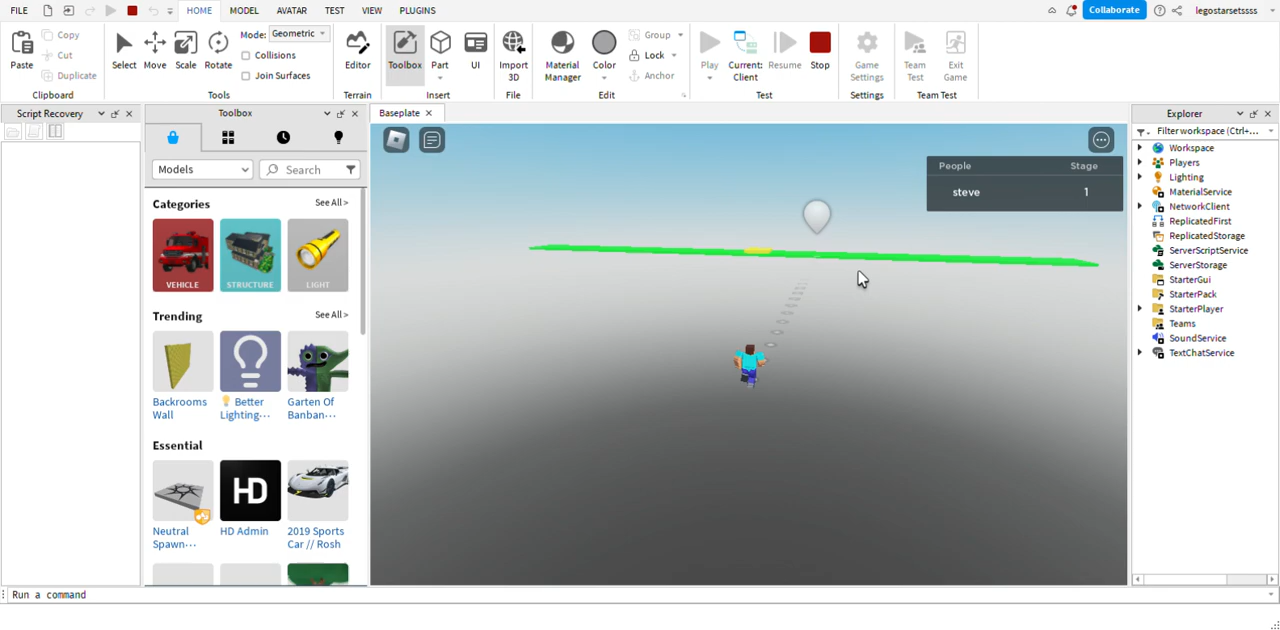 FILE HOME MODEL AVATAR TEST VIEW PLUGINS Collaborate legostarsetssss
Paste Copy Cut Duplicate Clipboard
Select Move Scale Rotate Mode: Geometric Collisions Join Surfaces Tools
Editor Terrain
Toolbox Part UI Insert
Import 3D File
Material Manager Color Group Lock Anchor Edit
Play Current: Client Resume Stop Test
Game Settings Settings
Team Test Exit Game Team Test
Script Recovery
Toolbox
Models Search
Categories See All >
VEHICLE STRUCTURE LIGHT
Trending See All >
Backrooms Wall
Better Lighting···
Garten Of Banban···
Essential See All >
HD
Neutral Spawn···
HD Admin
2019 Sports Car // Rosh
Baseplate
People Stage
steve 1
Explorer
Filter workspace (Ctrl+...
Workspace
Players
Lighting
MaterialService
NetworkClient
ReplicatedFirst
ReplicatedStorage
ServerScriptService
ServerStorage
StarterGui
StarterPack
StarterPlayer
Teams
SoundService
TextChatService
Run a command